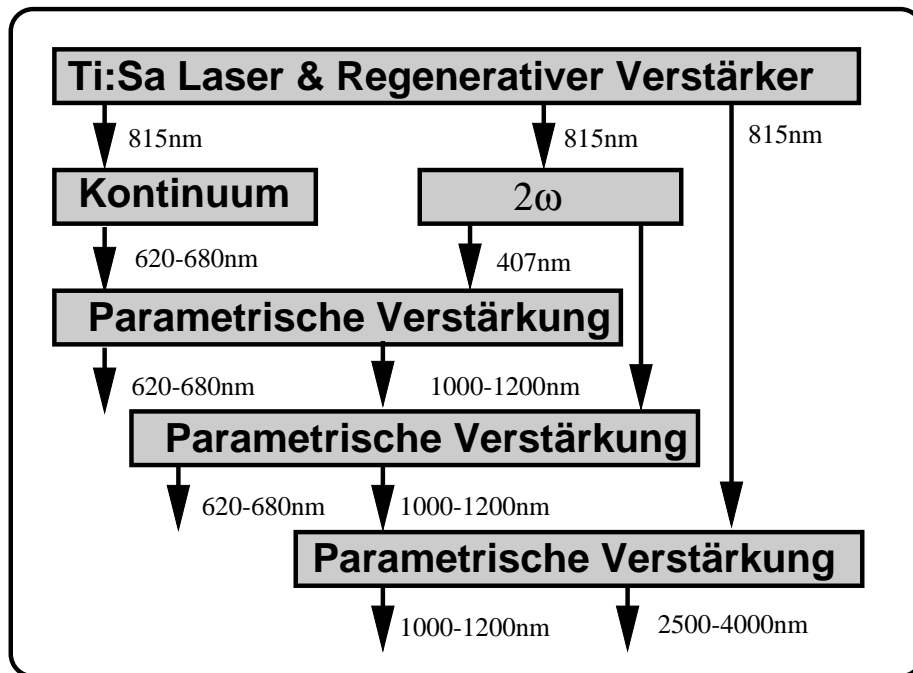 Ti:Sa Laser & Regenerativer Verstärker
815nm
815nm
815nm
Kontinuum
2ω
620-680nm
407nm
Parametrische Verstärkung
620-680nm
1000-1200nm
Parametrische Verstärkung
620-680nm
1000-1200nm
Parametrische Verstärkung
1000-1200nm
2500-4000nm